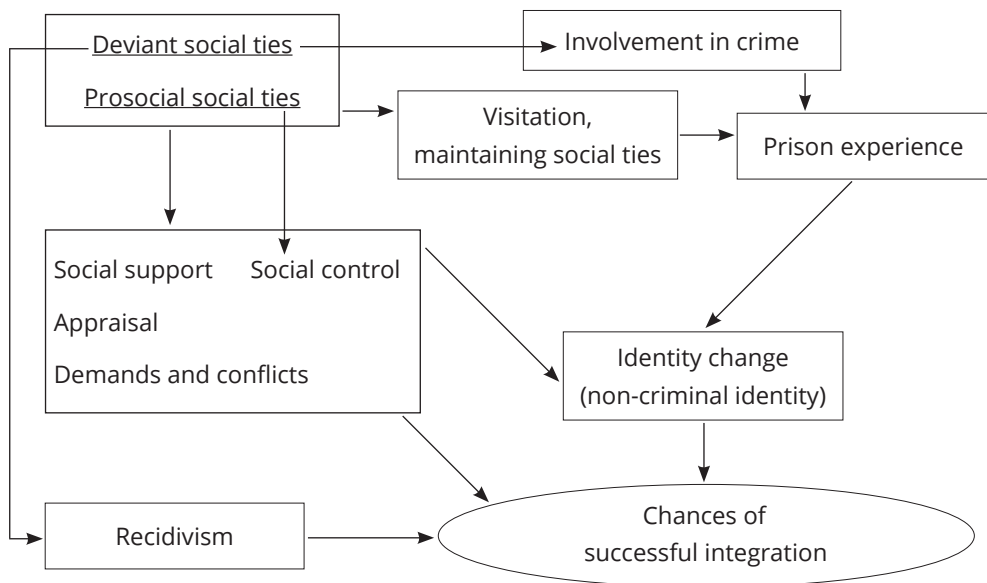 Deviant social ties
Prosocial social ties
Involvement in crime
Visitation,
maintaining social ties
Prison experience
Social support
Social control
Appraisal
Demands and conflicts
Identity change
(non-criminal identity)
Recidivism
Chances of
successful integration